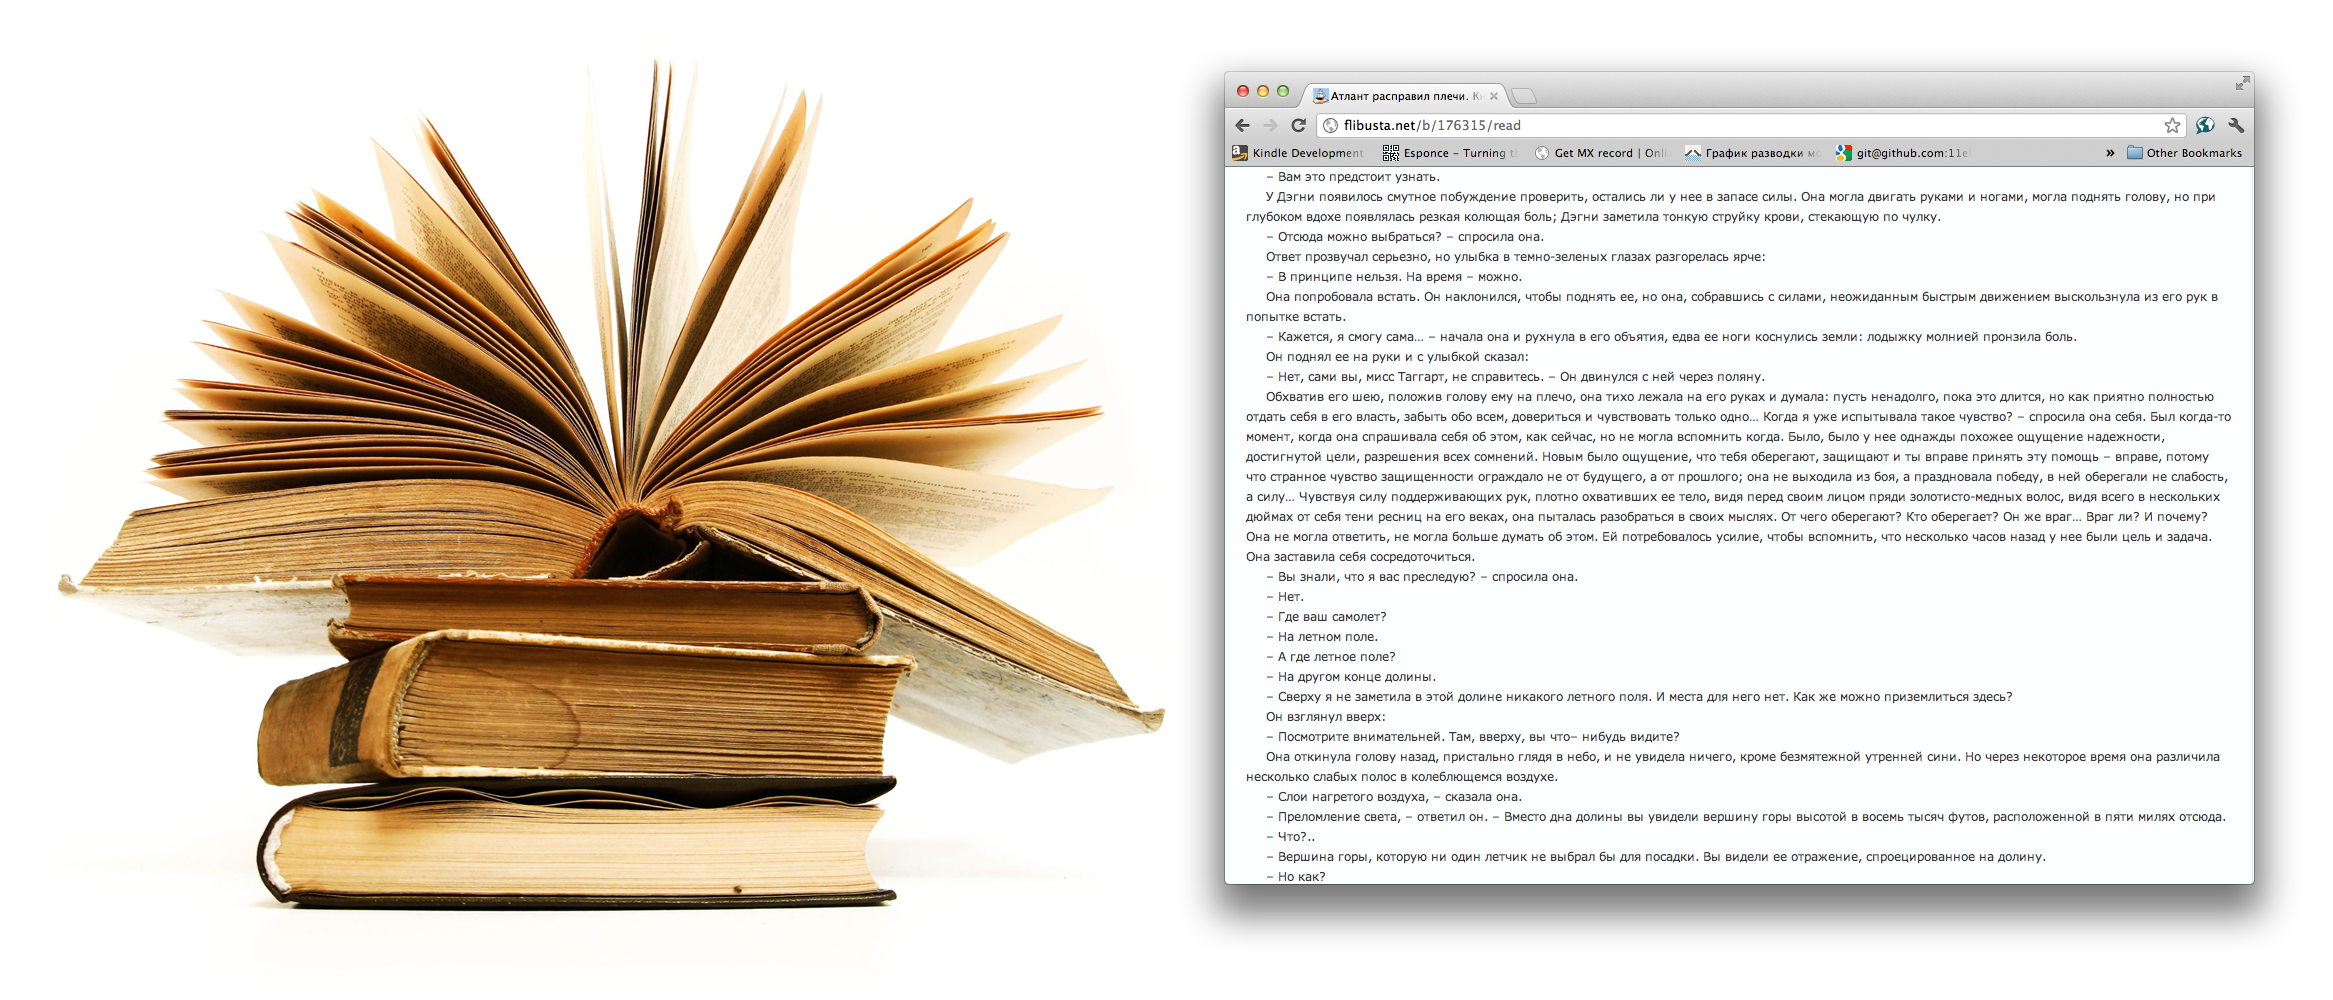 Атлант расправил плечи. Кн
flibusta.net/b/176315/read
Kindle Development
Esponce – Turning t
Get MX record | Onli
График разводки мо
git@github.com:11e
»
Other Bookmarks
– Вам это предстоит узнать.
У Дэгни появилось смутное побуждение проверить, остались ли у нее в запасе силы. Она могла двигать руками и ногами, могла поднять голову, но при
глубоком вдохе появлялась резкая колющая боль; Дэгни заметила тонкую струйку крови, стекающую по чулку.
– Отсюда можно выбраться? – спросила она.
Ответ прозвучал серьезно, но улыбка в темно-зеленых глазах разгорелась ярче:
– В принципе нельзя. На время – можно.
Она попробовала встать. Он наклонился, чтобы поднять ее, но она, собравшись с силами, неожиданным быстрым движением выскользнула из его рук в
попытке встать.
– Кажется, я смогу сама... – начала она и рухнула в его объятия, едва ее ноги коснулись земли: лодыжку молнией пронзила боль.
Он поднял ее на руки и с улыбкой сказал:
– Нет, сами вы, мисс Таггарт, не справитесь. – Он двинулся с ней через поляну.
Обхватив его шею, положив голову ему на плечо, она тихо лежала на его руках и думала: пусть ненадолго, пока это длится, но как приятно полностью
отдать себя в его власть, забыть обо всем, довериться и чувствовать только одно... Когда я уже испытывала такое чувство? – спросила она себя. Был когда-то
момент, когда она спрашивала себя об этом, как сейчас, но не могла вспомнить когда. Было, было у нее однажды похожее ощущение надежности,
достигнутой цели, разрешения всех сомнений. Новым было ощущение, что тебя оберегают, защищают и ты вправе принять эту помощь – вправе, потому
что странное чувство защищенности ограждало не от будущего, а от прошлого; она не выходила из боя, а праздновала победу, в ней оберегали не слабость,
а силу... Чувствуя силу поддерживающих рук, плотно охвативших ее тело, видя перед своим лицом пряди золотисто-медных волос, видя всего в нескольких
дюймах от себя тени ресниц на его веках, она пыталась разобраться в своих мыслях. От чего оберегают? Кто оберегает? Он же враг... Враг ли? И почему?
Она не могла ответить, не могла больше думать об этом. Ей потребовалось усилие, чтобы вспомнить, что несколько часов назад у нее были цель и задача.
Она заставила себя сосредоточиться.
– Вы знали, что я вас преследую? – спросила она.
– Нет.
– Где ваш самолет?
– На летном поле.
– А где летное поле?
– На другом конце долины.
– Сверху я не заметила в этой долине никакого летного поля. И места для него нет. Как же можно приземлиться здесь?
Он взглянул вверх:
– Посмотрите внимательней. Там, вверху, вы что– нибудь видите?
Она откинула голову назад, пристально глядя в небо, и не увидела ничего, кроме безмятежной утренней сини. Но через некоторое время она различила
несколько слабых полос в колеблющемся воздухе.
– Слои нагретого воздуха, – сказала она.
– Преломление света, – ответил он. – Вместо дна долины вы увидели вершину горы высотой в восемь тысяч футов, расположенной в пяти милях отсюда.
– Что?..
– Вершина горы, которую ни один летчик не выбрал бы для посадки. Вы видели ее отражение, спроецированное на долину.
– Но как?